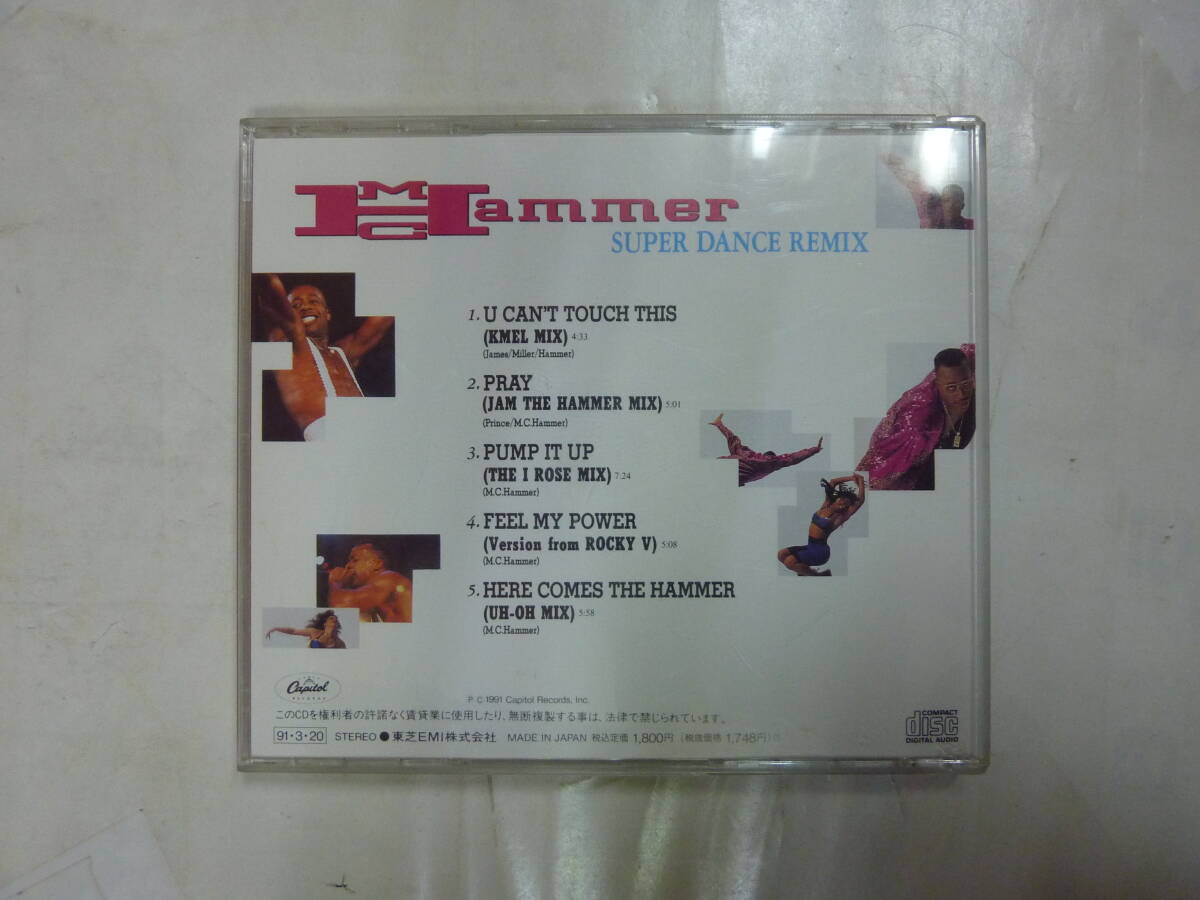 MC Hammer
SUPER DANCE REMIX
1. U CAN'T TOUCH THIS
(KMEL MIX) 4:33
(James/Miller/Hammer)
2. PRAY
(JAM THE HAMMER MIX) 5:01
(Prince/M.C.Hammer)
3. PUMP IT UP
(THE I ROSE MIX) 7:24
(M.C.Hammer)
4. FEEL MY POWER
(Version from ROCKY V) 5:08
(M.C.Hammer)
5. HERE COMES THE HAMMER
(UH-OH MIX) 5:58
(M.C.Hammer)
Capitol
RECORDS
P C 1991 Capitol Records, Inc.
このCDを権利者の許諾なく賃貸業に使用したり、無断複製する事は、法律で禁じられています。
91・3・20 STEREO ● 東芝EMI株式会社 MADE IN JAPAN 税込定価 1,800円 (税抜価格 1,748円)
COMPACT
disc
DIGITAL AUDIO